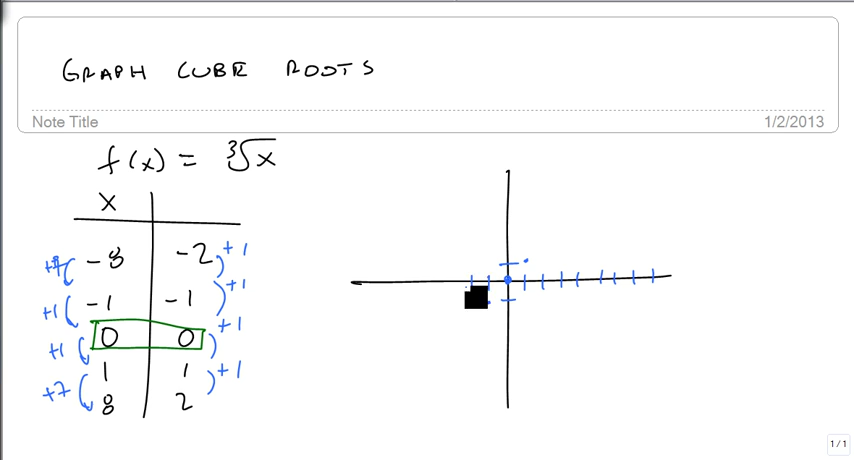 GRAPH CUBE ROOTS
Note Title
1/2/2013
f(x) = ∛x
X
-8 -2 +1
+7
-1 -1 +1
+1
0 0 +1
+1
1 1 +1
+7
8 2
1 / 1